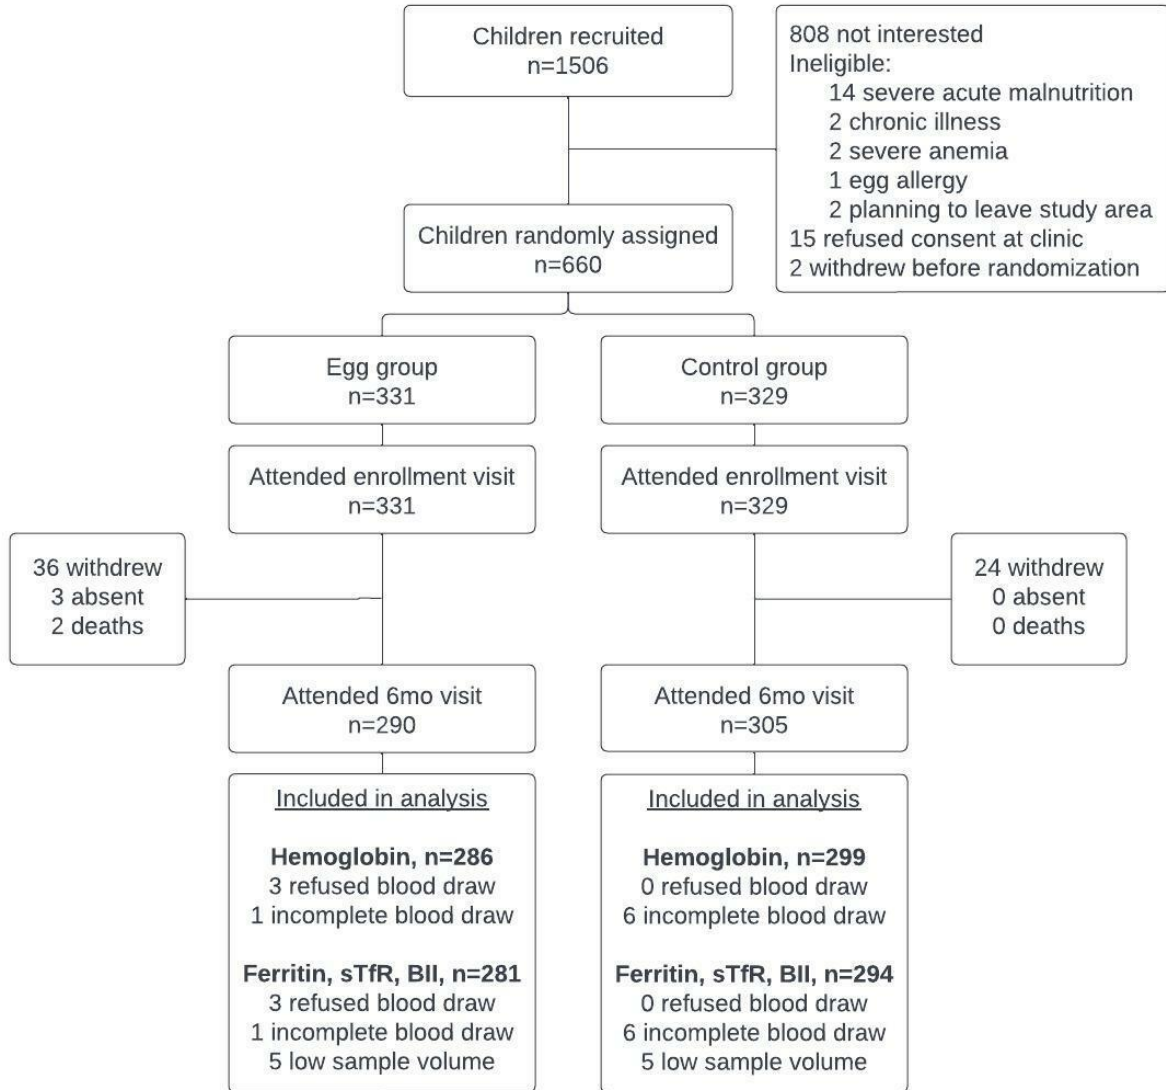 Children recruited
n=1506
808 not interested
Ineligible:
14 severe acute malnutrition
2 chronic illness
2 severe anemia
1 egg allergy
2 planning to leave study area
15 refused consent at clinic
2 withdrew before randomization
Children randomly assigned
n=660
Egg group
n=331
Control group
n=329
Attended enrollment visit
n=331
Attended enrollment visit
n=329
36 withdrew
3 absent
2 deaths
24 withdrew
0 absent
0 deaths
Attended 6mo visit
n=290
Attended 6mo visit
n=305
Included in analysis
Hemoglobin, n=286
3 refused blood draw
1 incomplete blood draw
Ferritin, sTfR, BII, n=281
3 refused blood draw
1 incomplete blood draw
5 low sample volume
Included in analysis
Hemoglobin, n=299
0 refused blood draw
6 incomplete blood draw
Ferritin, sTfR, BII, n=294
0 refused blood draw
6 incomplete blood draw
5 low sample volume